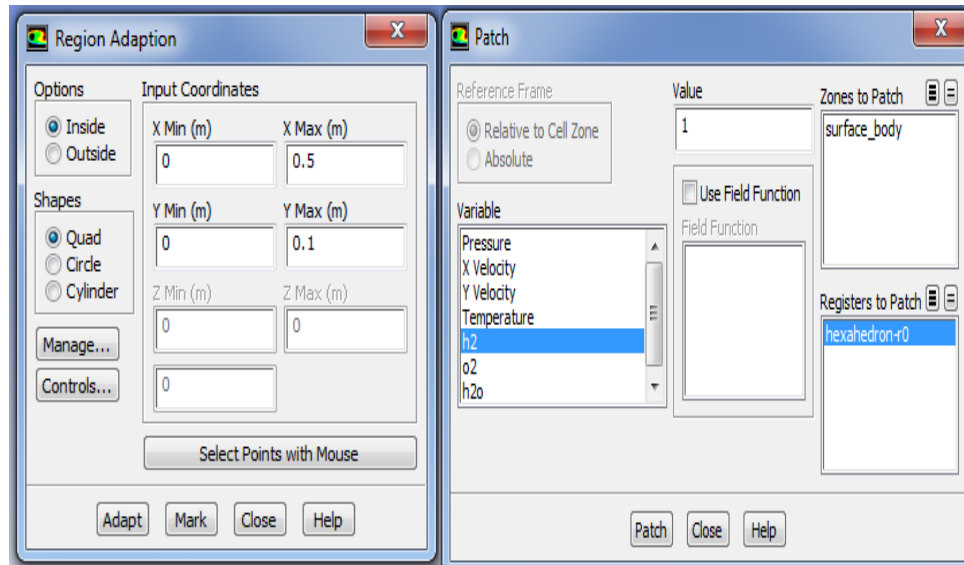 Region Adaption
X
Options
Inside
Outside
Shapes
Quad
Circle
Cylinder
Manage...
Controls...
Input Coordinates
X Min (m) X Max (m)
0 0.5
Y Min (m) Y Max (m)
0 0.1
Z Min (m) Z Max (m)
0 0
0
Select Points with Mouse
Adapt Mark Close Help
Patch
X
Reference Frame
Relative to Cell Zone
Absolute
Variable
Pressure
X Velocity
Y Velocity
Temperature
h2
o2
h2o
Value
1
Use Field Function
Field Function
Zones to Patch
surface_body
Registers to Patch
hexahedron-r0
Patch Close Help